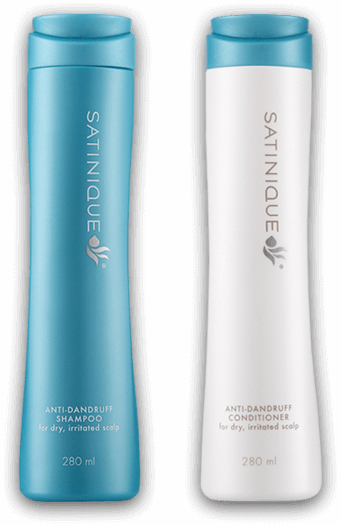 SATINIQUE
ANTI-DANDRUFF
SHAMPOO
for dry, irritated scalp
280 ml
SATINIQUE
ANTI-DANDRUFF
CONDITIONER
for dry, irritated scalp
280 ml